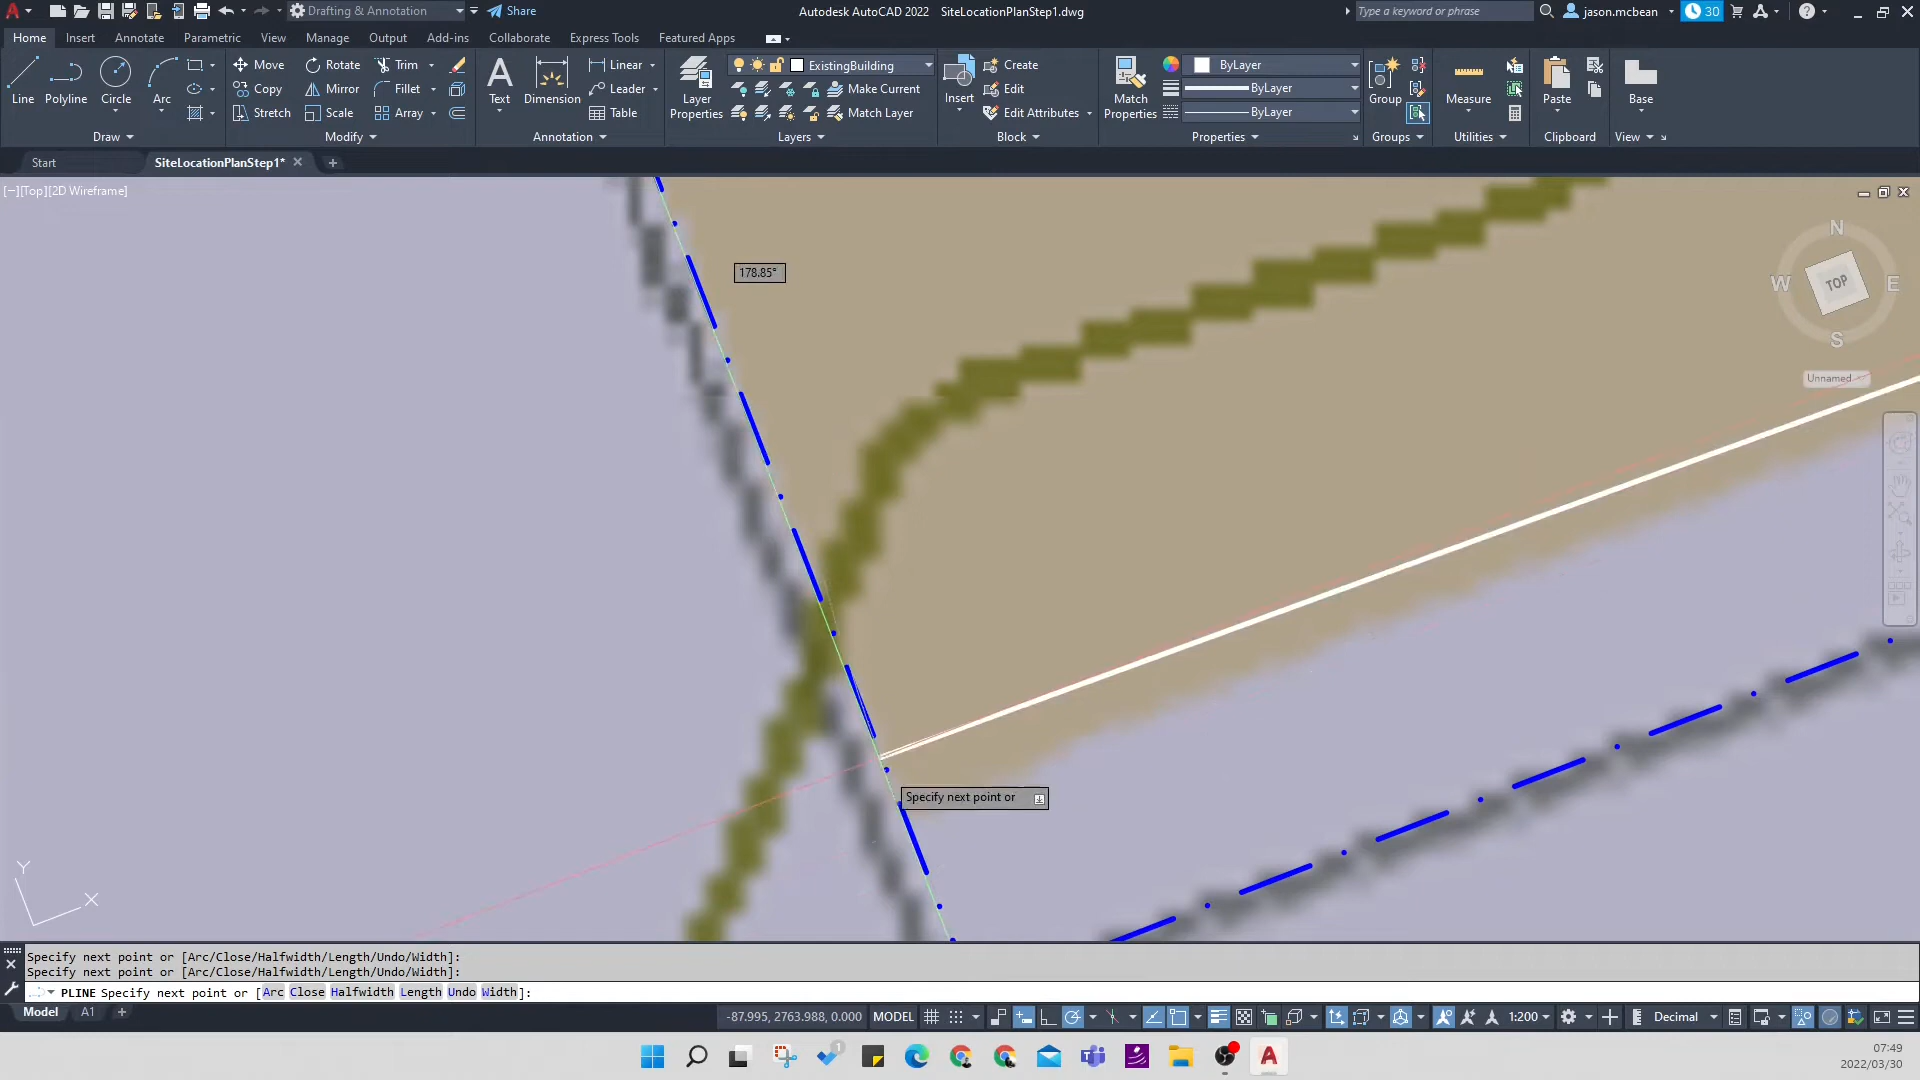 Drafting & Annotation
Share
Autodesk AutoCAD 2022 SiteLocationPlanStep1.dwg
Type a keyword or phrase
jason.mcbean
30
Home Insert Annotate Parametric View Manage Output Add-ins Collaborate Express Tools Featured Apps
Line Polyline Circle Arc
Move Rotate Trim
Copy Mirror Fillet
Stretch Scale Array
Text Dimension
Linear
Leader
Table
Layer Properties
ExistingBuilding
Make Current
Match Layer
Insert
Create
Edit
Edit Attributes
Match Properties
ByLayer
ByLayer
ByLayer
Group Measure Paste Base
Draw Modify Annotation Layers Block Properties Groups Utilities Clipboard View
Start SiteLocationPlanStep1*
[−][Top][2D Wireframe]
N
W TOP E
S
Unnamed
178.85°
Specify next point or
Y
X
Specify next point or [Arc/Close/Halfwidth/Length/Undo/Width]:
Specify next point or [Arc/Close/Halfwidth/Length/Undo/Width]:
PLINE Specify next point or [Arc Close Halfwidth Length Undo Width]:
Model A1
-87.995, 2763.988, 0.000 MODEL 1:200 Decimal
1
07:49
2022/03/30